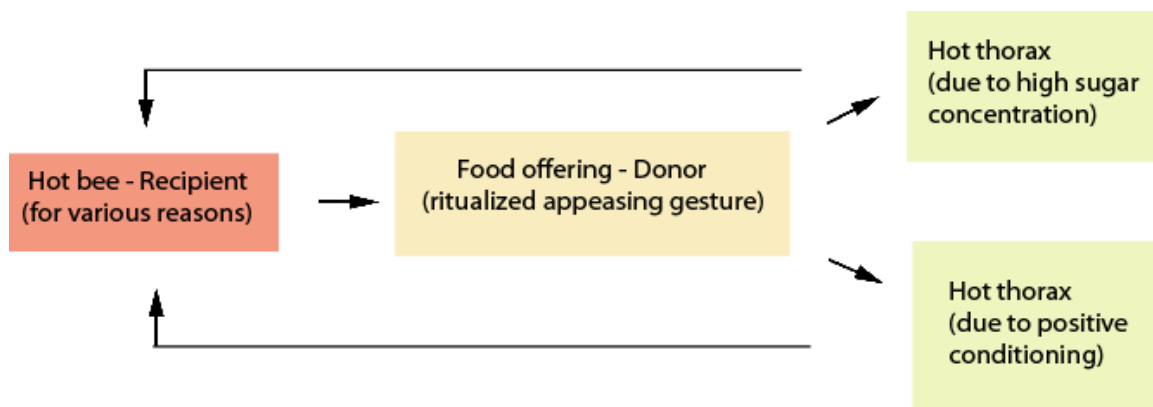 Hot bee - Recipient
(for various reasons)
Food offering - Donor
(ritualized appeasing gesture)
Hot thorax
(due to high sugar
concentration)
Hot thorax
(due to positive
conditioning)